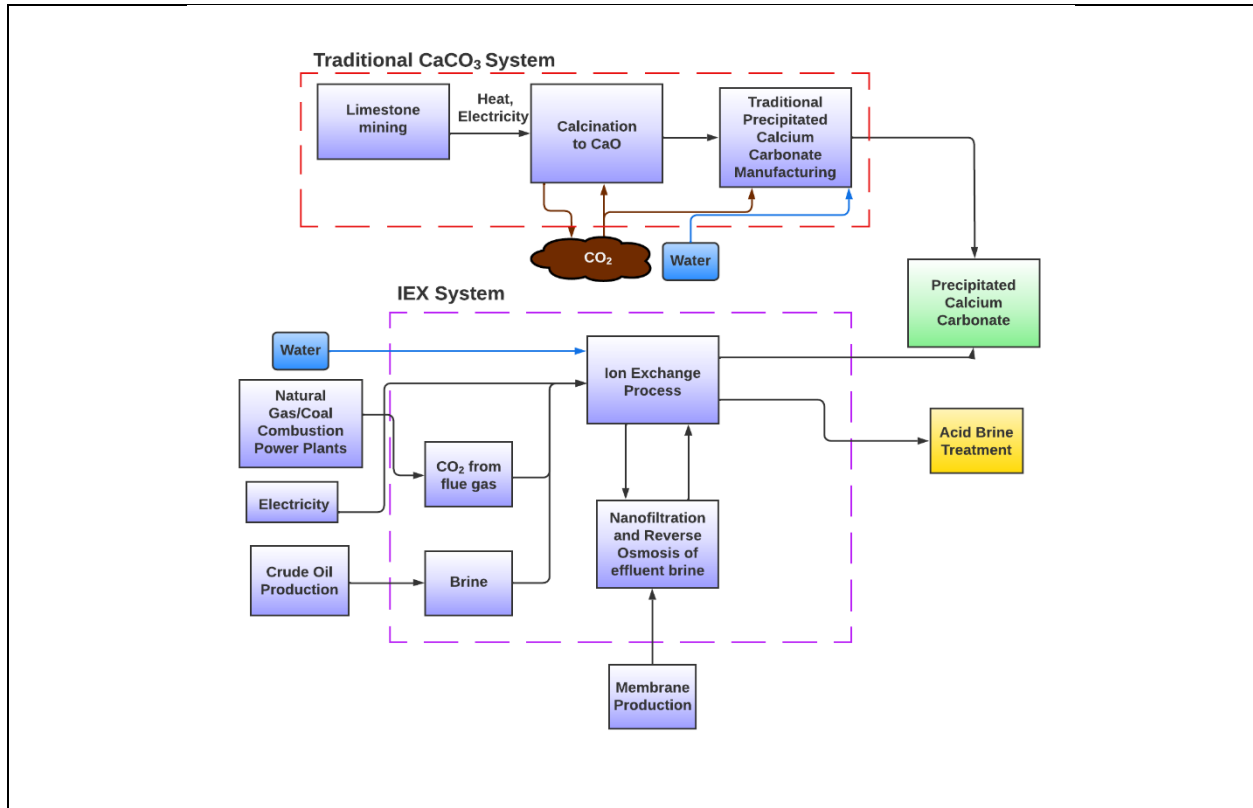 Traditional CaCO₃ System
Limestone
mining
Heat,
Electricity
Calcination
to CaO
Traditional
Precipitated
Calcium
Carbonate
Manufacturing
CO₂
Water
Precipitated
Calcium
Carbonate
IEX System
Water
Ion Exchange
Process
Natural
Gas/Coal
Combustion
Power Plants
CO₂ from
flue gas
Acid Brine
Treatment
Electricity
Nanofiltration
and Reverse
Osmosis of
effluent brine
Crude Oil
Production
Brine
Membrane
Production